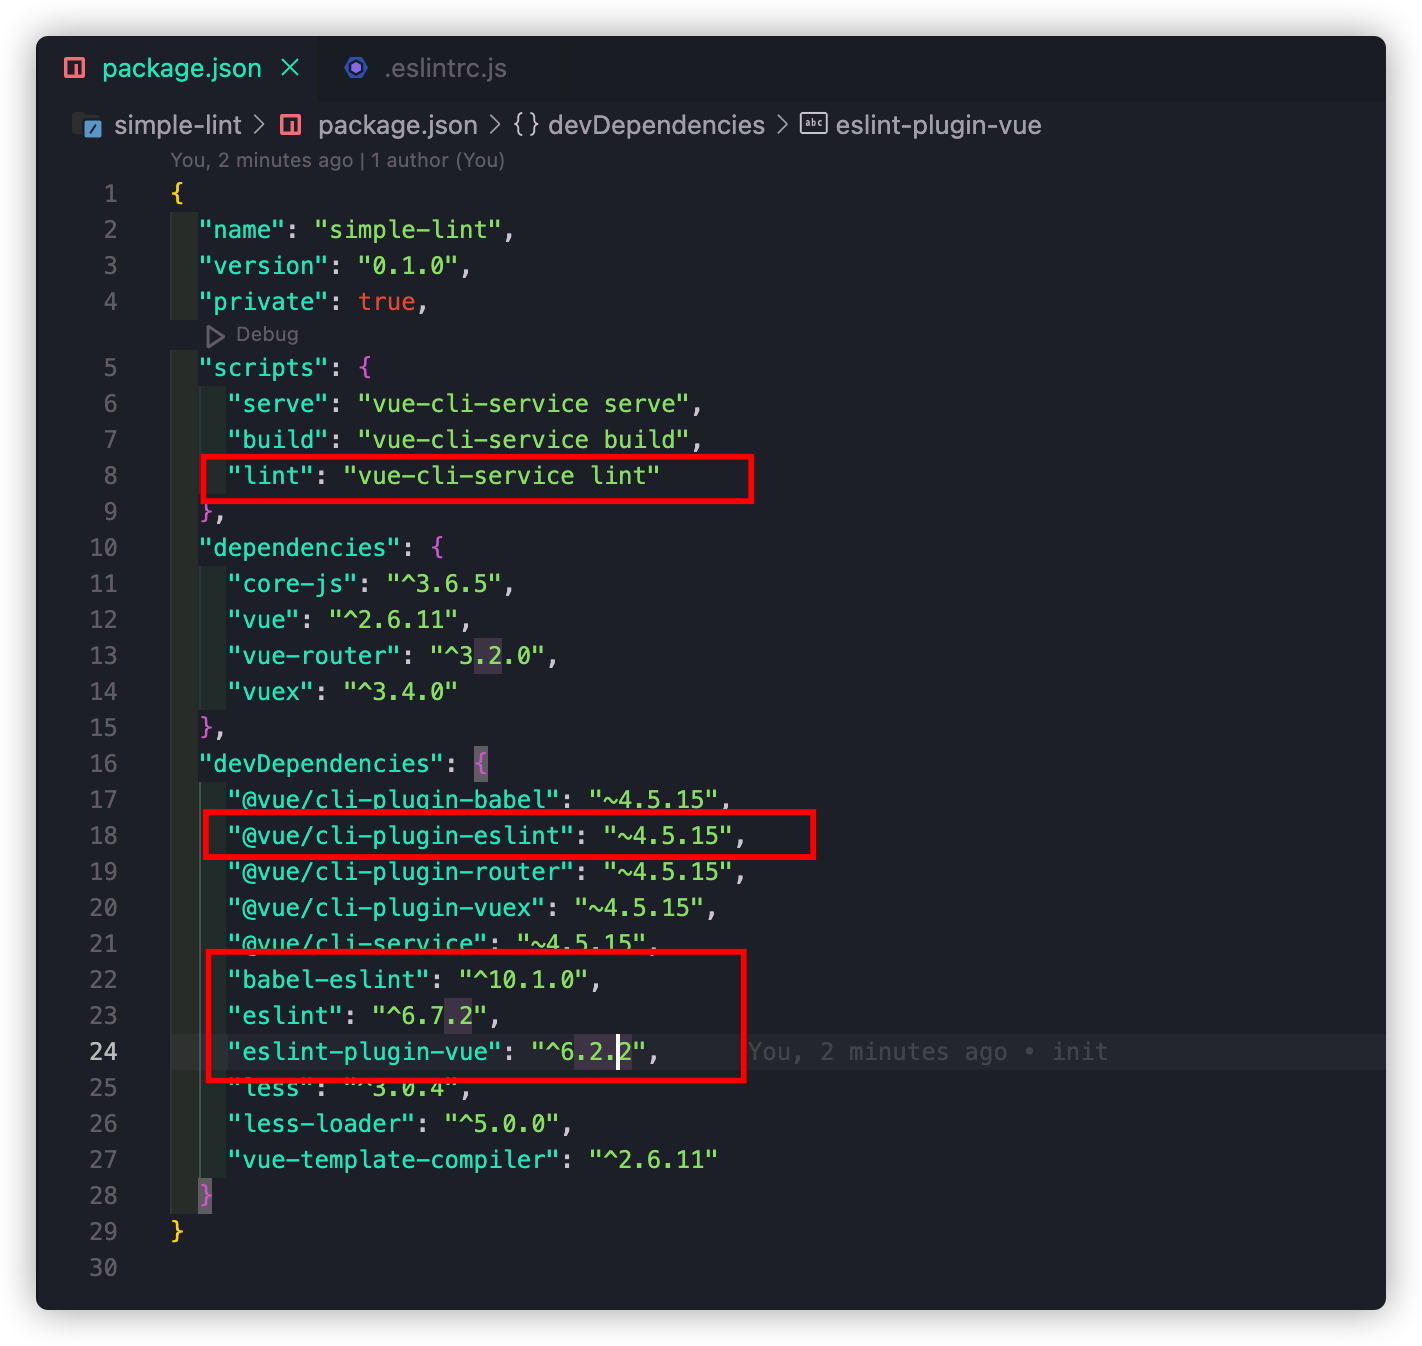 package.json
.eslintrc.js
simple-lint > package.json > {} devDependencies > abc eslint-plugin-vue
You, 2 minutes ago | 1 author (You)
1 {
2 "name": "simple-lint",
3 "version": "0.1.0",
4 "private": true,
Debug
5 "scripts": {
6 "serve": "vue-cli-service serve",
7 "build": "vue-cli-service build",
8 "lint": "vue-cli-service lint"
9 },
10 "dependencies": {
11 "core-js": "^3.6.5",
12 "vue": "^2.6.11",
13 "vue-router": "^3.2.0",
14 "vuex": "^3.4.0"
15 },
16 "devDependencies": {
17 "@vue/cli-plugin-babel": "~4.5.15",
18 "@vue/cli-plugin-eslint": "~4.5.15",
19 "@vue/cli-plugin-router": "~4.5.15",
20 "@vue/cli-plugin-vuex": "~4.5.15",
21 "@vue/cli-service": "~4.5.15",
22 "babel-eslint": "^10.1.0",
23 "eslint": "^6.7.2",
24 "eslint-plugin-vue": "^6.2.2", You, 2 minutes ago • init
25 "less": "^3.0.4",
26 "less-loader": "^5.0.0",
27 "vue-template-compiler": "^2.6.11"
28 }
29 }
30